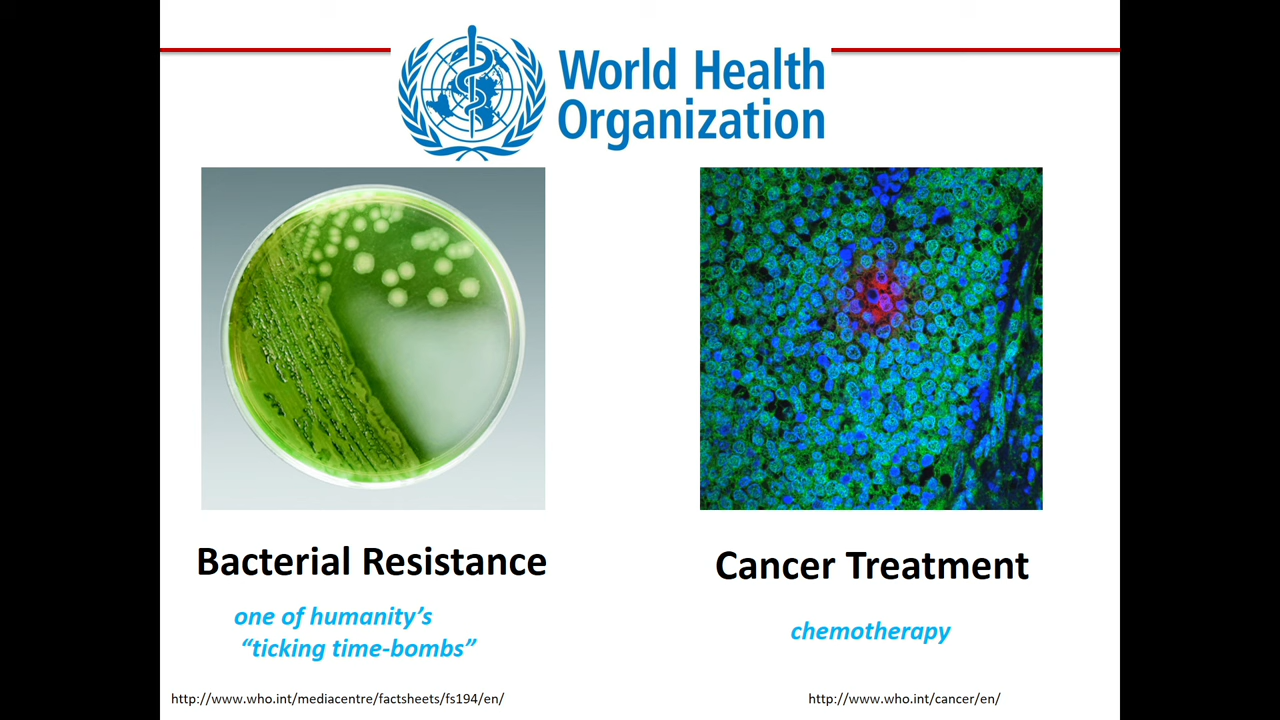 World Health
Organization
Bacterial Resistance
one of humanity’s
“ticking time-bombs”
http://www.who.int/mediacentre/factsheets/fs194/en/
Cancer Treatment
chemotherapy
http://www.who.int/cancer/en/